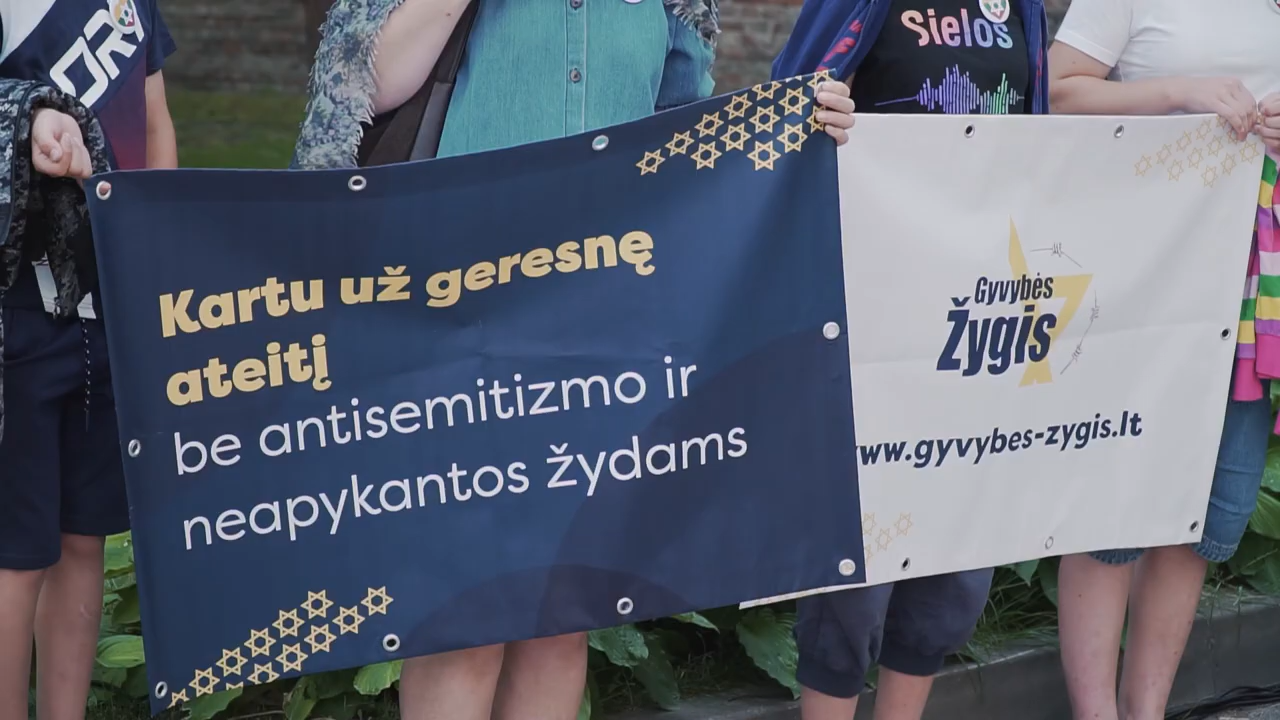 Sielos
Kartu už geresnę
ateitį
be antisemitizmo ir
neapykantos žydams
Gyvybės
Žygis
www.gyvybes-zygis.lt